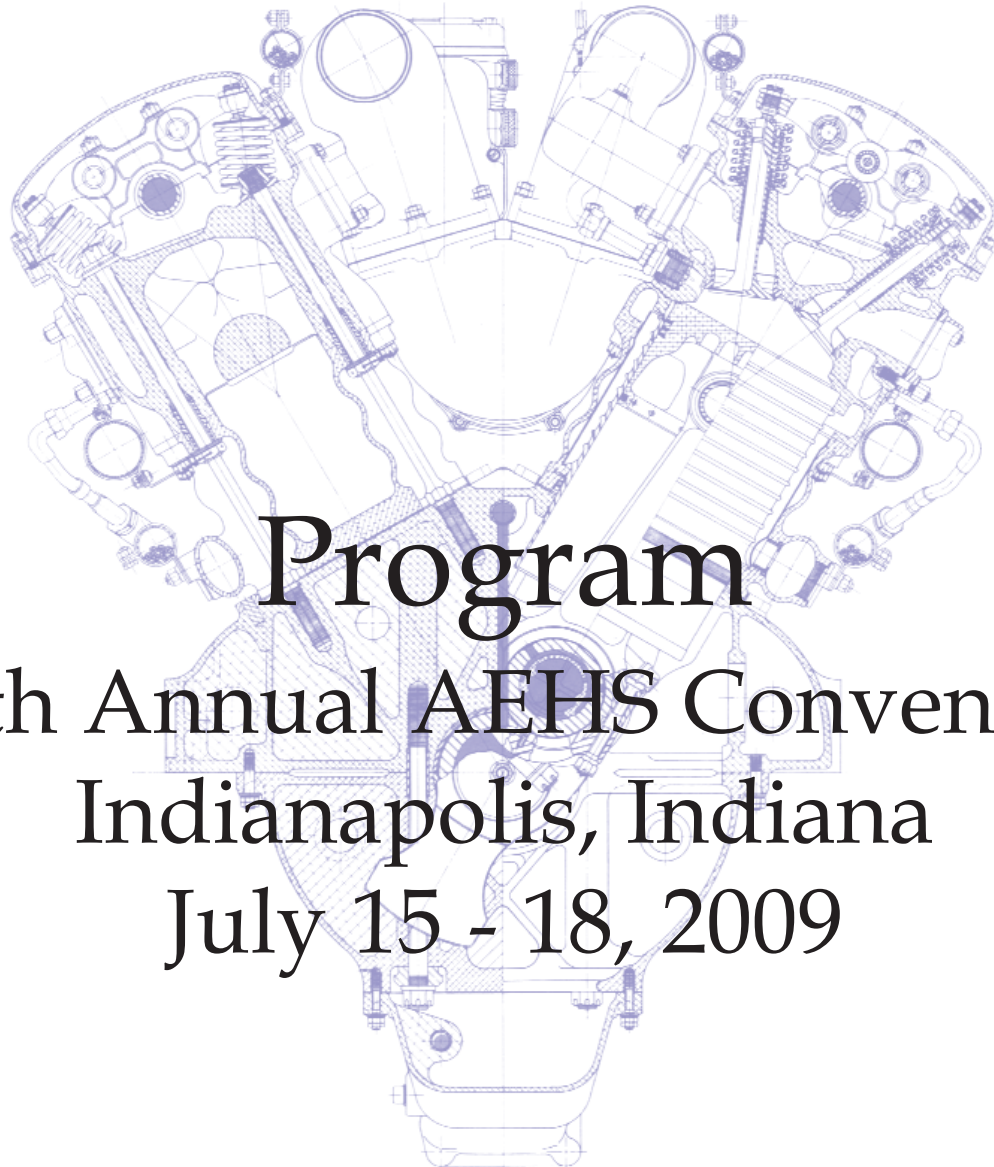 Program
th Annual AEHS Conven
Indianapolis, Indiana
July 15 - 18, 2009